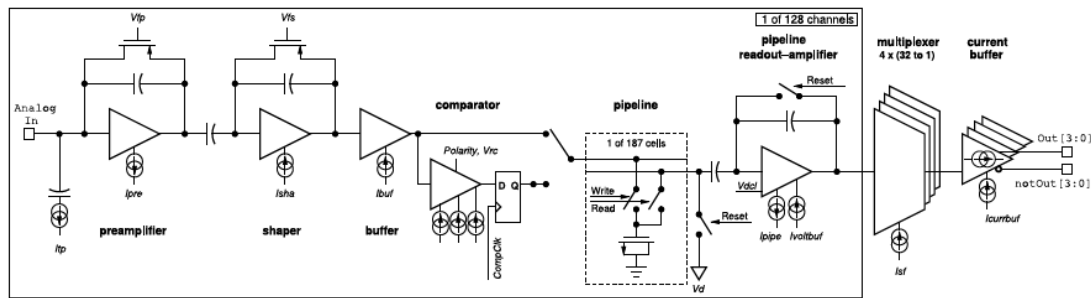 Vfp
Vfs
1 of 128 channels
pipeline
readout-amplifier
multiplexer
4 x (32 to 1)
current
buffer
Reset
Analog
In
comparator
pipeline
1 of 187 cells
Polarity, Vrc
Out[3:0]
notOut[3:0]
D Q
Write
Read
Vdcl
Reset
Ipre
Isha
Ibuf
Ipipe
Ivoltbuf
Icurrbuf
preamplifier
shaper
buffer
CompClk
Itp
Vd
Isf